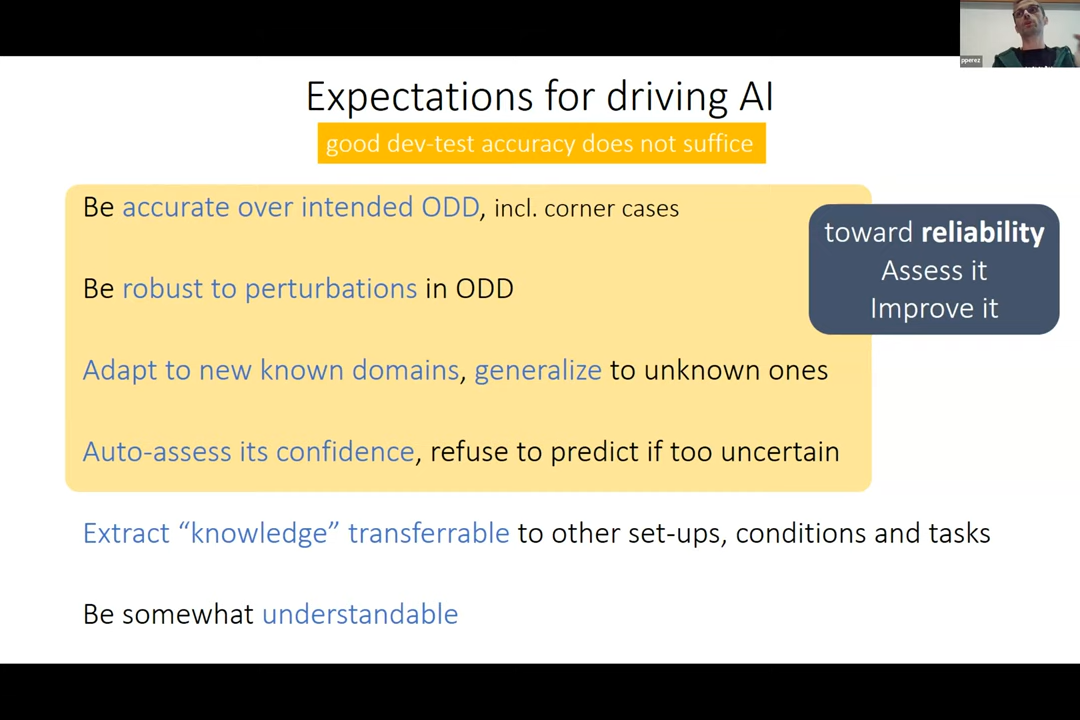 pperez
Expectations for driving AI
good dev-test accuracy does not suffice
Be accurate over intended ODD, incl. corner cases
toward reliability
Assess it
Improve it
Be robust to perturbations in ODD
Adapt to new known domains, generalize to unknown ones
Auto-assess its confidence, refuse to predict if too uncertain
Extract “knowledge” transferrable to other set-ups, conditions and tasks
Be somewhat understandable